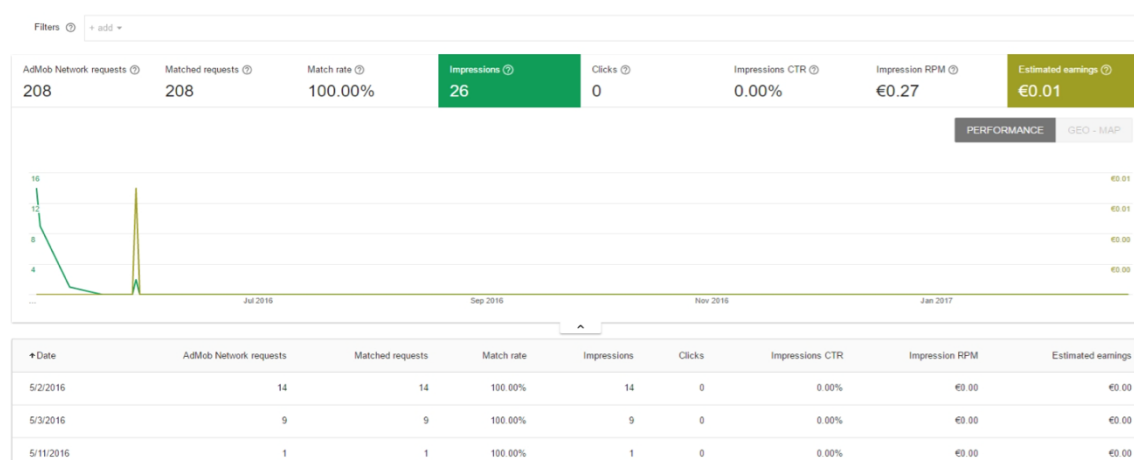 Filters + add
AdMob Network requests Matched requests Match rate Impressions Clicks Impressions CTR Impression RPM Estimated earnings
208 208 100.00% 26 0 0.00% €0.27 €0.01
PERFORMANCE GEO - MAP
16 €0.01
12 €0.01
8 €0.00
4 €0.00
... Jul 2016 Sep 2016 Nov 2016 Jan 2017
Date AdMob Network requests Matched requests Match rate Impressions Clicks Impressions CTR Impression RPM Estimated earnings
5/2/2016 14 14 100.00% 14 0 0.00% €0.00 €0.00
5/3/2016 9 9 100.00% 9 0 0.00% €0.00 €0.00
5/11/2016 1 1 100.00% 1 0 0.00% €0.00 €0.00